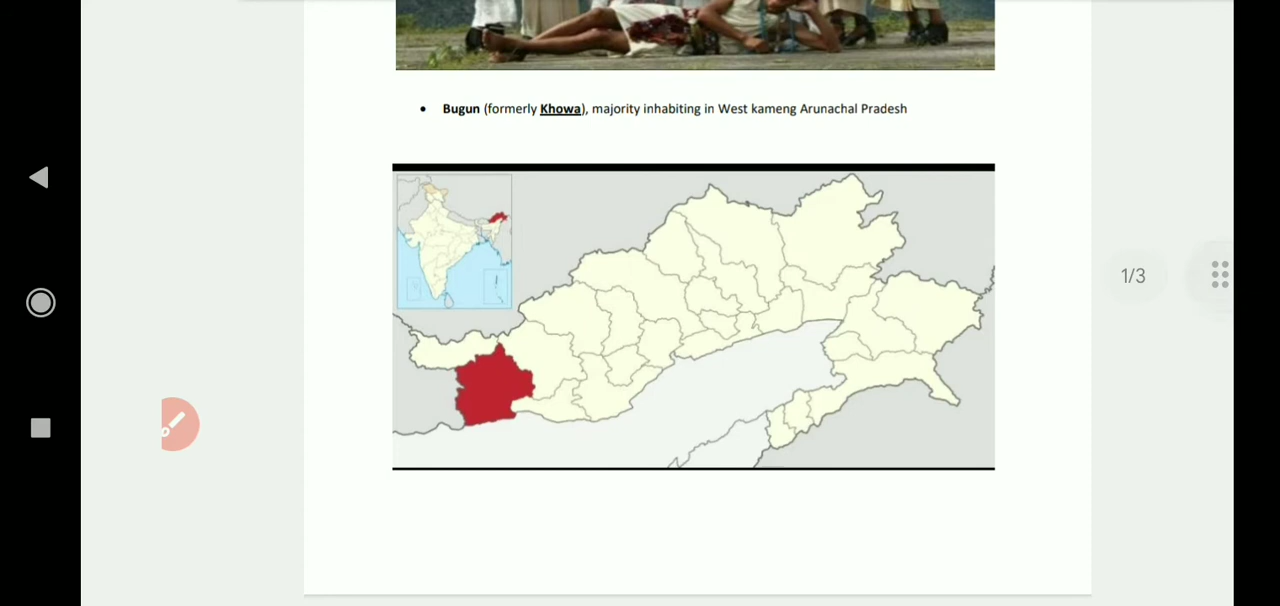 • Bugun (formerly Khowa), majority inhabiting in West kameng Arunachal Pradesh
1/3